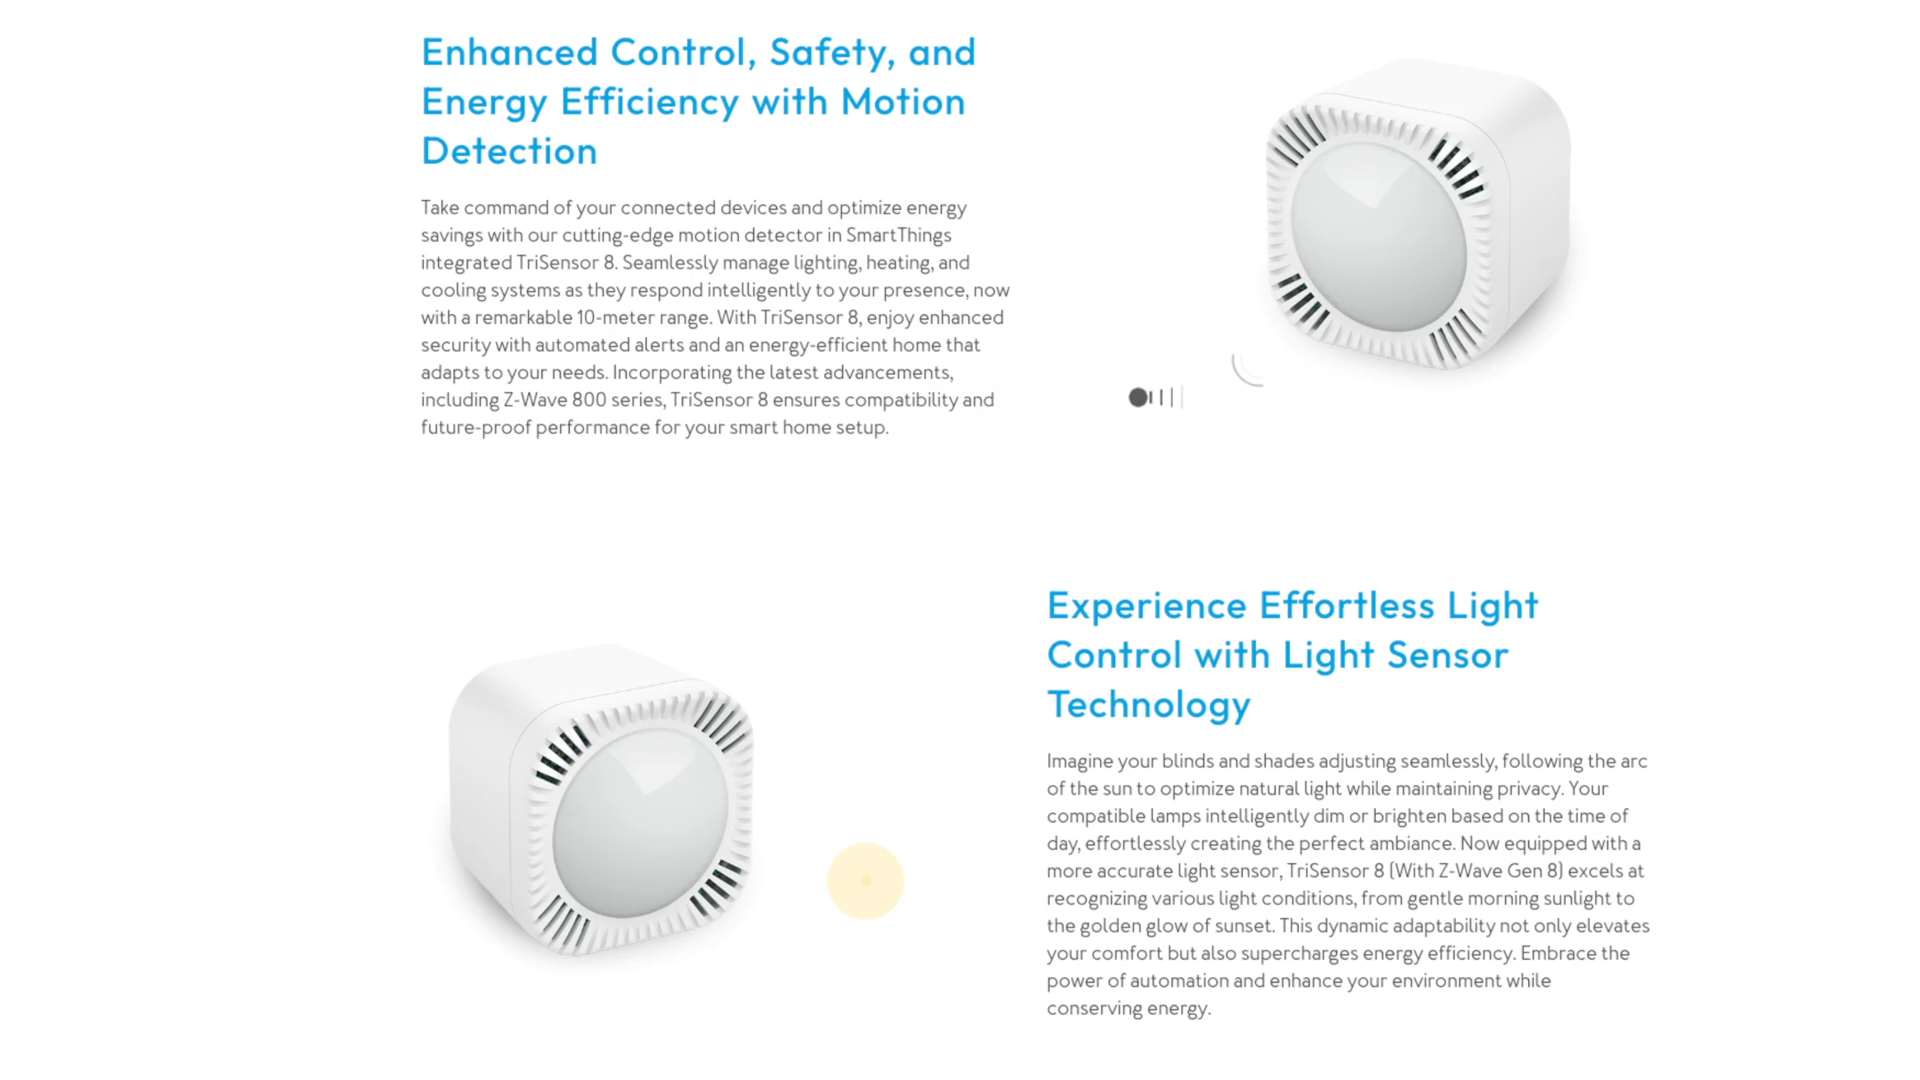 Enhanced Control, Safety, and
Energy Efficiency with Motion
Detection
Take command of your connected devices and optimize energy
savings with our cutting-edge motion detector in SmartThings
integrated TriSensor 8. Seamlessly manage lighting, heating, and
cooling systems as they respond intelligently to your presence, now
with a remarkable 10-meter range. With TriSensor 8, enjoy enhanced
security with automated alerts and an energy-efficient home that
adapts to your needs. Incorporating the latest advancements,
including Z-Wave 800 series, TriSensor 8 ensures compatibility and
future-proof performance for your smart home setup.
Experience Effortless Light
Control with Light Sensor
Technology
Imagine your blinds and shades adjusting seamlessly, following the arc
of the sun to optimize natural light while maintaining privacy. Your
compatible lamps intelligently dim or brighten based on the time of
day, effortlessly creating the perfect ambiance. Now equipped with a
more accurate light sensor, TriSensor 8 (With Z-Wave Gen 8) excels at
recognizing various light conditions, from gentle morning sunlight to
the golden glow of sunset. This dynamic adaptability not only elevates
your comfort but also supercharges energy efficiency. Embrace the
power of automation and enhance your environment while
conserving energy.